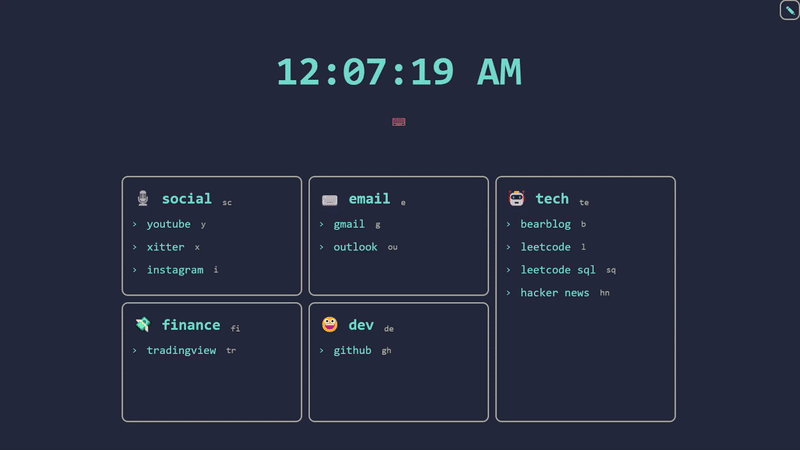 12:07:19 AM
social sc
youtube y
xitter x
instagram i
email e
gmail g
outlook ou
tech te
bearblog b
leetcode l
leetcode sql sq
hacker news hn
finance fi
tradingview tr
dev de
github gh